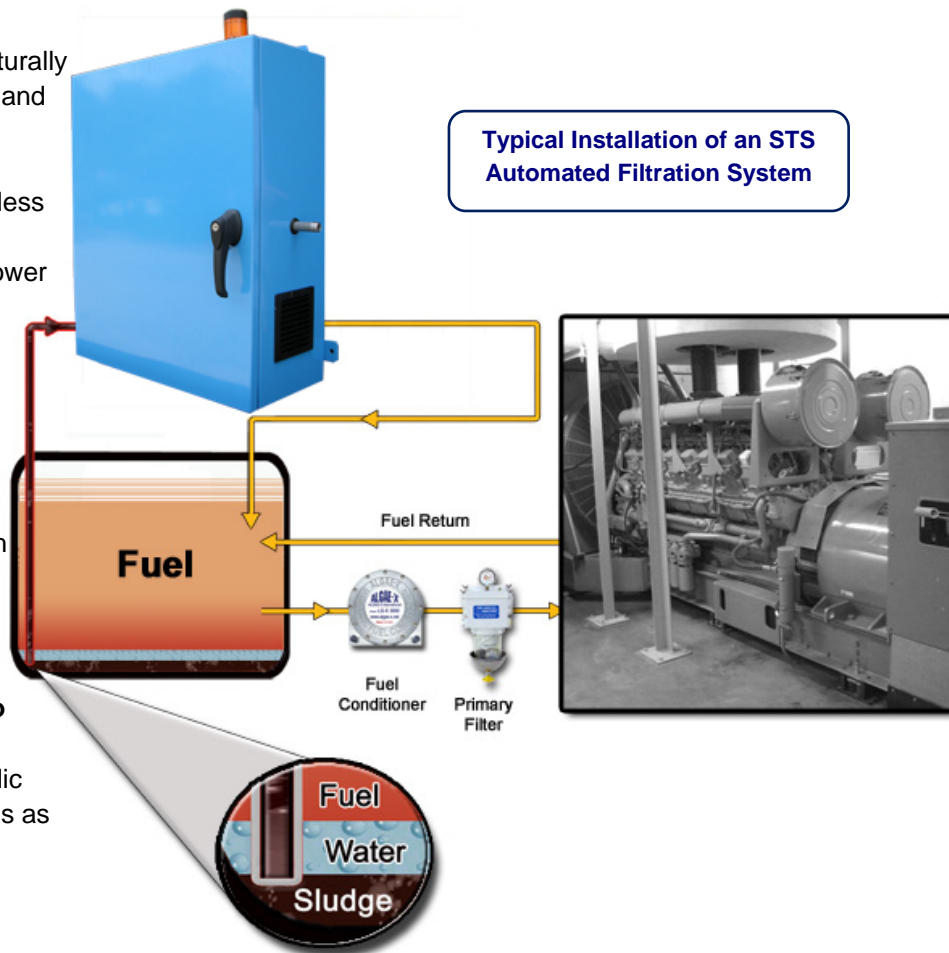 turally
and
less
ower
Typical Installation of an STS
Automated Filtration System
n
Fuel
Fuel Return
ALGAE-X
Fuel
Conditioner
Primary
Filter
o
lic
s as
Fuel
Water
Sludge